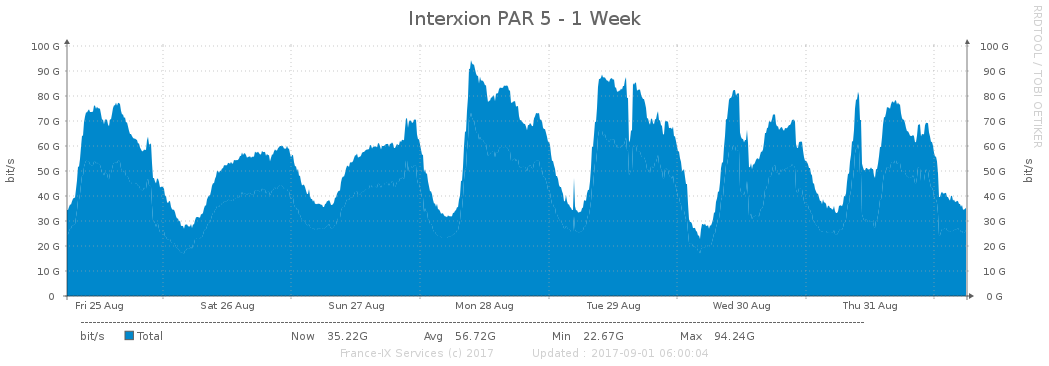 Interxion PAR 5 - 1 Week
RRDTOOL / TOBI OETIKER
100 G 100 G
90 G 90 G
80 G 80 G
70 G 70 G
60 G 60 G
50 G 50 G
40 G 40 G
30 G 30 G
20 G 20 G
10 G 10 G
0 0 G
bit/s
bit/s
Fri 25 Aug Sat 26 Aug Sun 27 Aug Mon 28 Aug Tue 29 Aug Wed 30 Aug Thu 31 Aug
bit/s Total Now 35.22G Avg 56.72G Min 22.67G Max 94.24G
France-IX Services (c) 2017 Updated : 2017-09-01 06:00:04